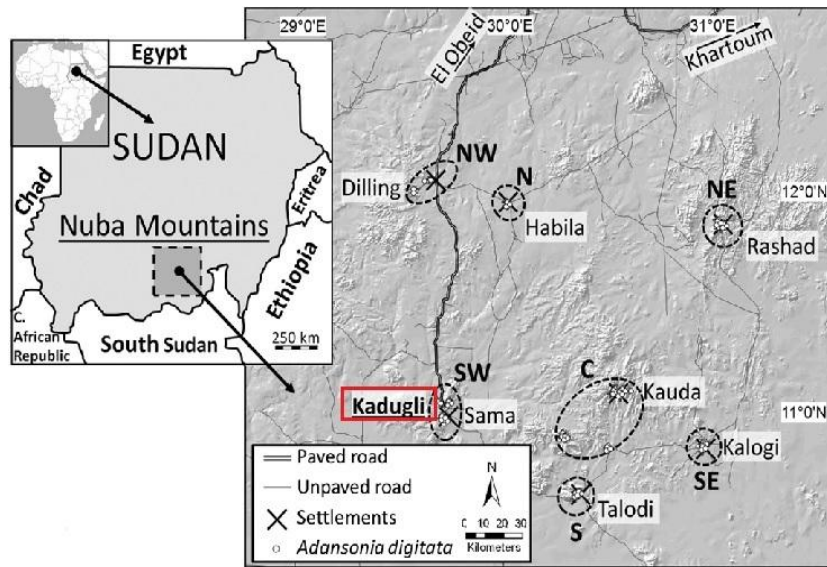 Egypt
SUDAN
Chad
Eritrea
Nuba Mountains
Ethiopia
C.
African
Republic
South Sudan
250 km
29°0'E
30°0'E
31°0'E
El Obeid
Khartoum
NW
Dilling
N
Habila
NE
12°0'N
Rashad
SW
Kadugli
Sama
C
Kauda
11°0'N
Kalogi
SE
Talodi
S
Paved road
Unpaved road
Settlements
Adansonia digitata
N
0 10 20 30
Kilometers